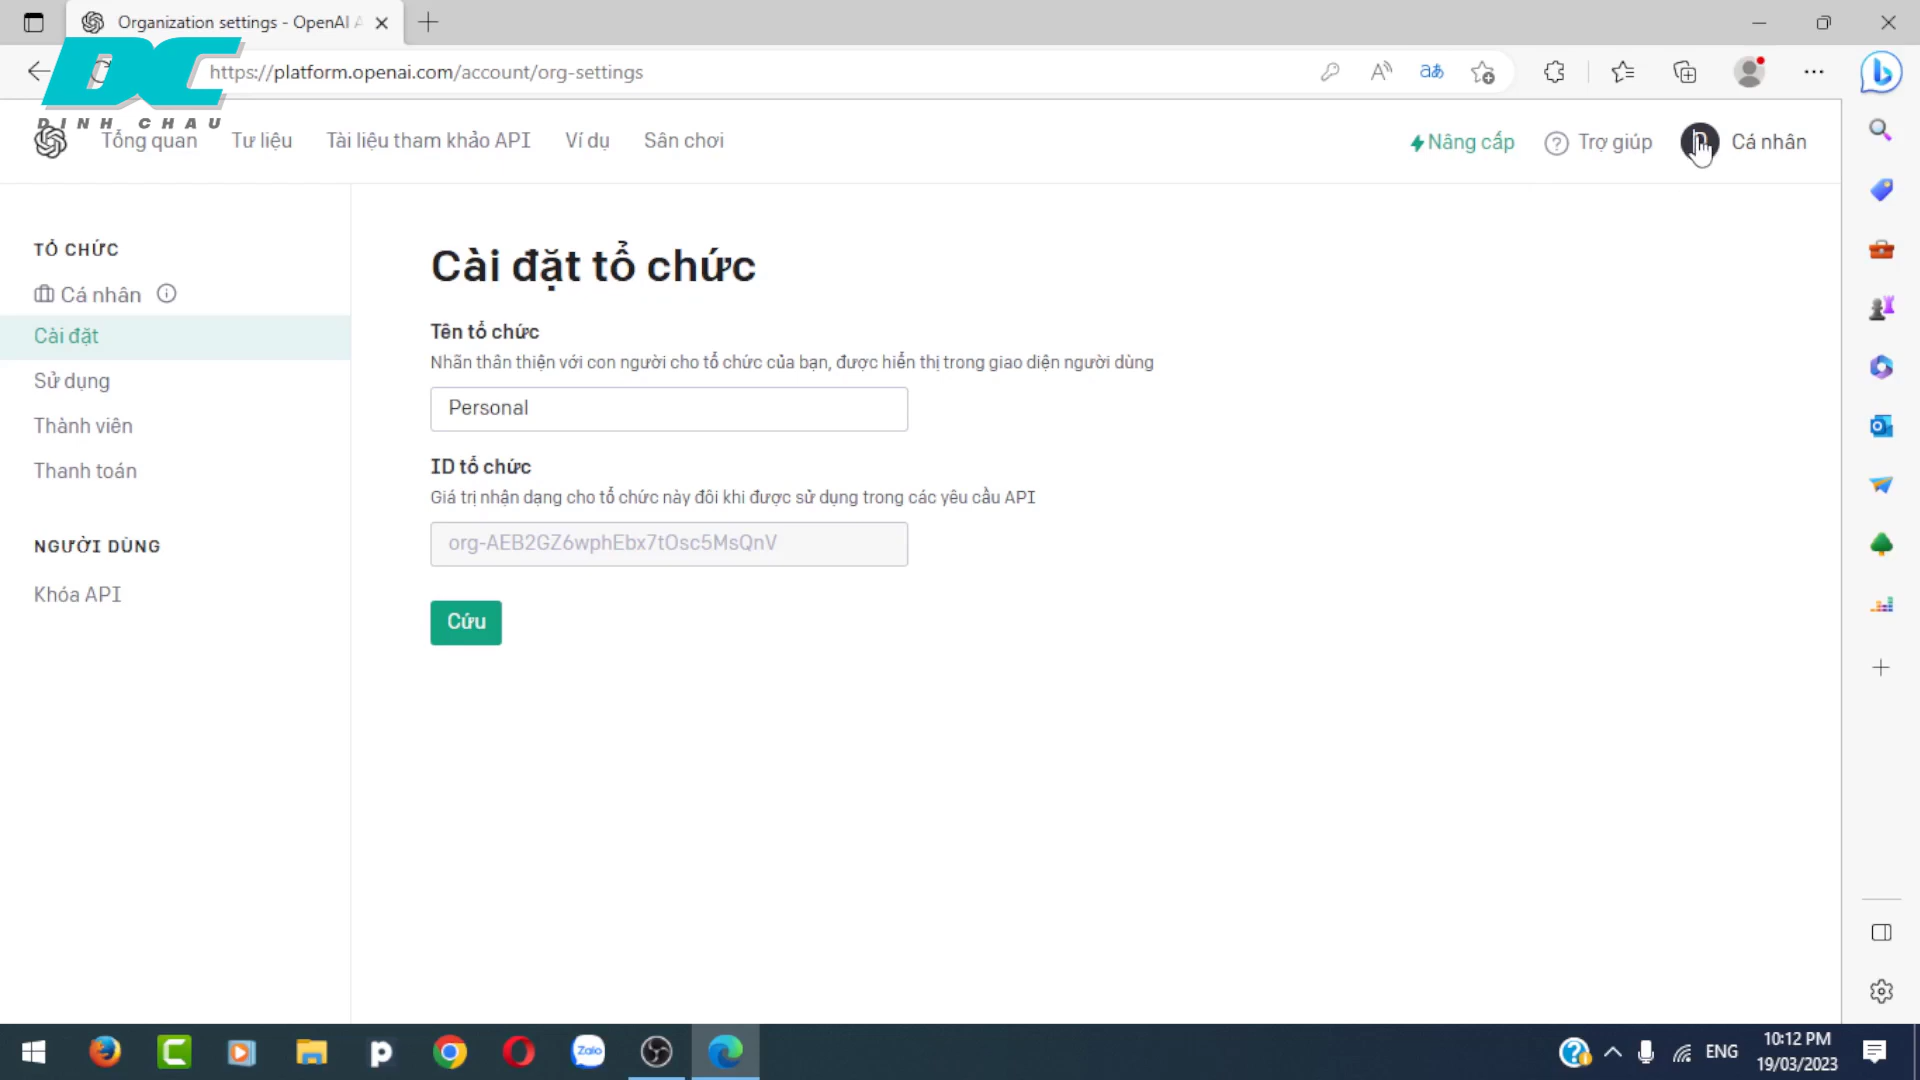 Organization settings - OpenAI A
https://platform.openai.com/account/org-settings
DC
DINH CHAU
Tổng quan
Tư liệu
Tài liệu tham khảo API
Ví dụ
Sân chơi
Nâng cấp
Trợ giúp
Cá nhân
TỔ CHỨC
Cá nhân
Cài đặt
Sử dụng
Thành viên
Thanh toán
NGƯỜI DÙNG
Khóa API
Cài đặt tổ chức
Tên tổ chức
Nhãn thân thiện với con người cho tổ chức của bạn, được hiển thị trong giao diện người dùng
Personal
ID tổ chức
Giá trị nhận dạng cho tổ chức này đôi khi được sử dụng trong các yêu cầu API
org-AEB2GZ6wphEbx7tOsc5MsQnV
Cứu
Zalo
ENG
10:12 PM
19/03/2023